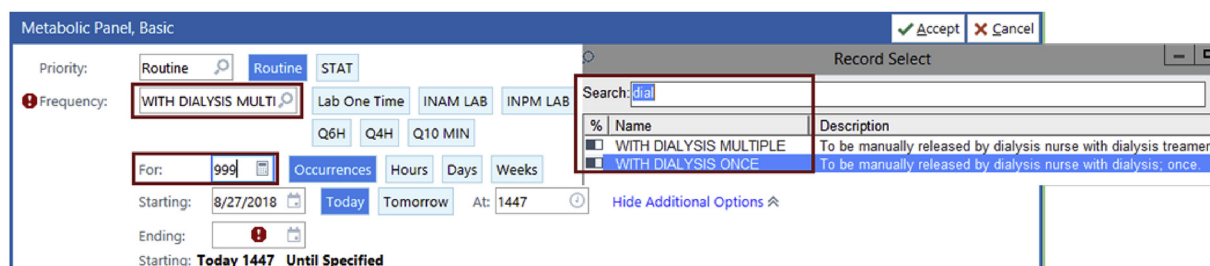 Metabolic Panel, Basic Accept Cancel
Record Select
Priority: Routine Routine STAT
Search: dial
Frequency: WITH DIALYSIS MULTI Lab One Time INAM LAB INPM LAB
% Name Description
Q6H Q4H Q10 MIN
WITH DIALYSIS MULTIPLE To be manually released by dialysis nurse with dialysis
WITH DIALYSIS ONCE To be manually released by dialysis nurse with dialysis; once.
For: 999 Occurrences Hours Days Weeks
Starting: 8/27/2018 Today Tomorrow At: 1447 Hide Additional Options
Ending:
Starting: Today 1447 Until Specified